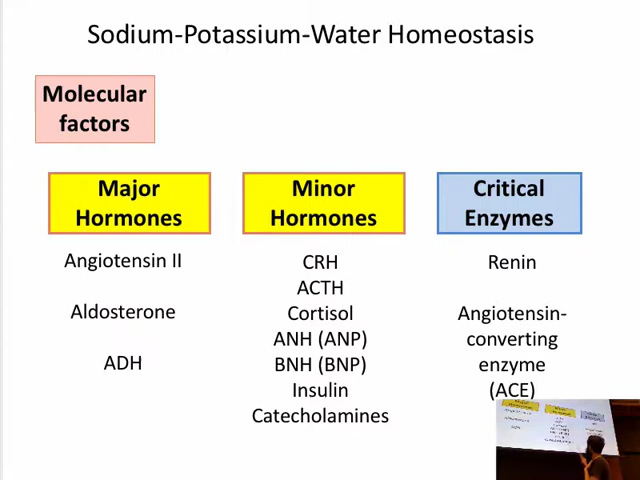 Sodium-Potassium-Water Homeostasis
Molecular
factors
Major
Hormones
Angiotensin II
Aldosterone
ADH
Minor
Hormones
CRH
ACTH
Cortisol
ANH (ANP)
BNH (BNP)
Insulin
Catecholamines
Critical
Enzymes
Renin
Angiotensin-
converting
enzyme
(ACE)